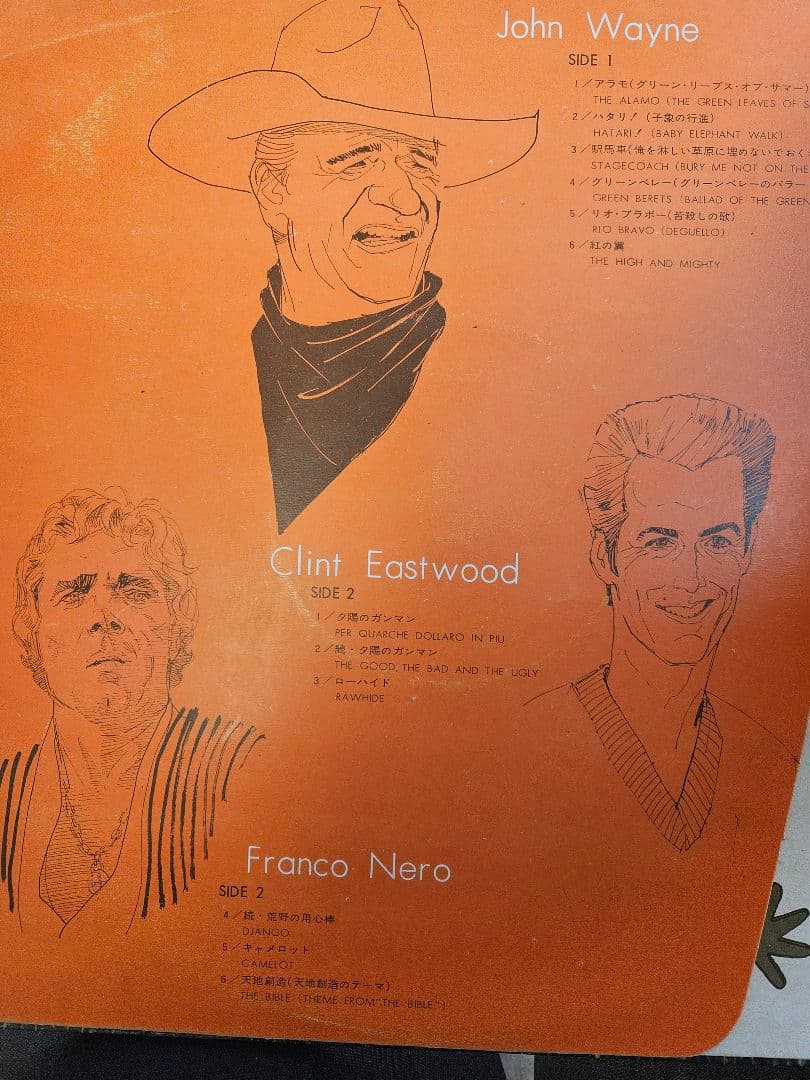 John Wayne
SIDE 1
1／アラモ(グリーン・リーブス・オブ・サマー)
THE ALAMO (THE GREEN LEAVES OF S
2／ハタリ！(子象の行進)
HATARI! (BABY ELEPHANT WALK)
3／駅馬車(俺を淋しい草原に埋めないでおく
STAGECOACH (BURY ME NOT ON THE
4／グリーンベレー(グリーンベレーのバラー
GREEN BERETS (BALLAD OF THE GREEN
5／リオ・ブラボー(皆殺しの歌)
RIO BRAVO (DEGUELLO)
6／紅の翼
THE HIGH AND MIGHTY
Clint Eastwood
SIDE 2
1／夕陽のガンマン
PER QUARCHE DOLLARO IN PIU
2／続・夕陽のガンマン
THE GOOD, THE BAD AND THE UGLY
3／ローハイド
RAWHIDE
Franco Nero
SIDE 2
4／続・荒野の用心棒
DJANGO
5／キャメロット
CAMELOT
6／天地創造(天地創造のテーマ)
THE BIBLE (THEME FROM "THE BIBLE")